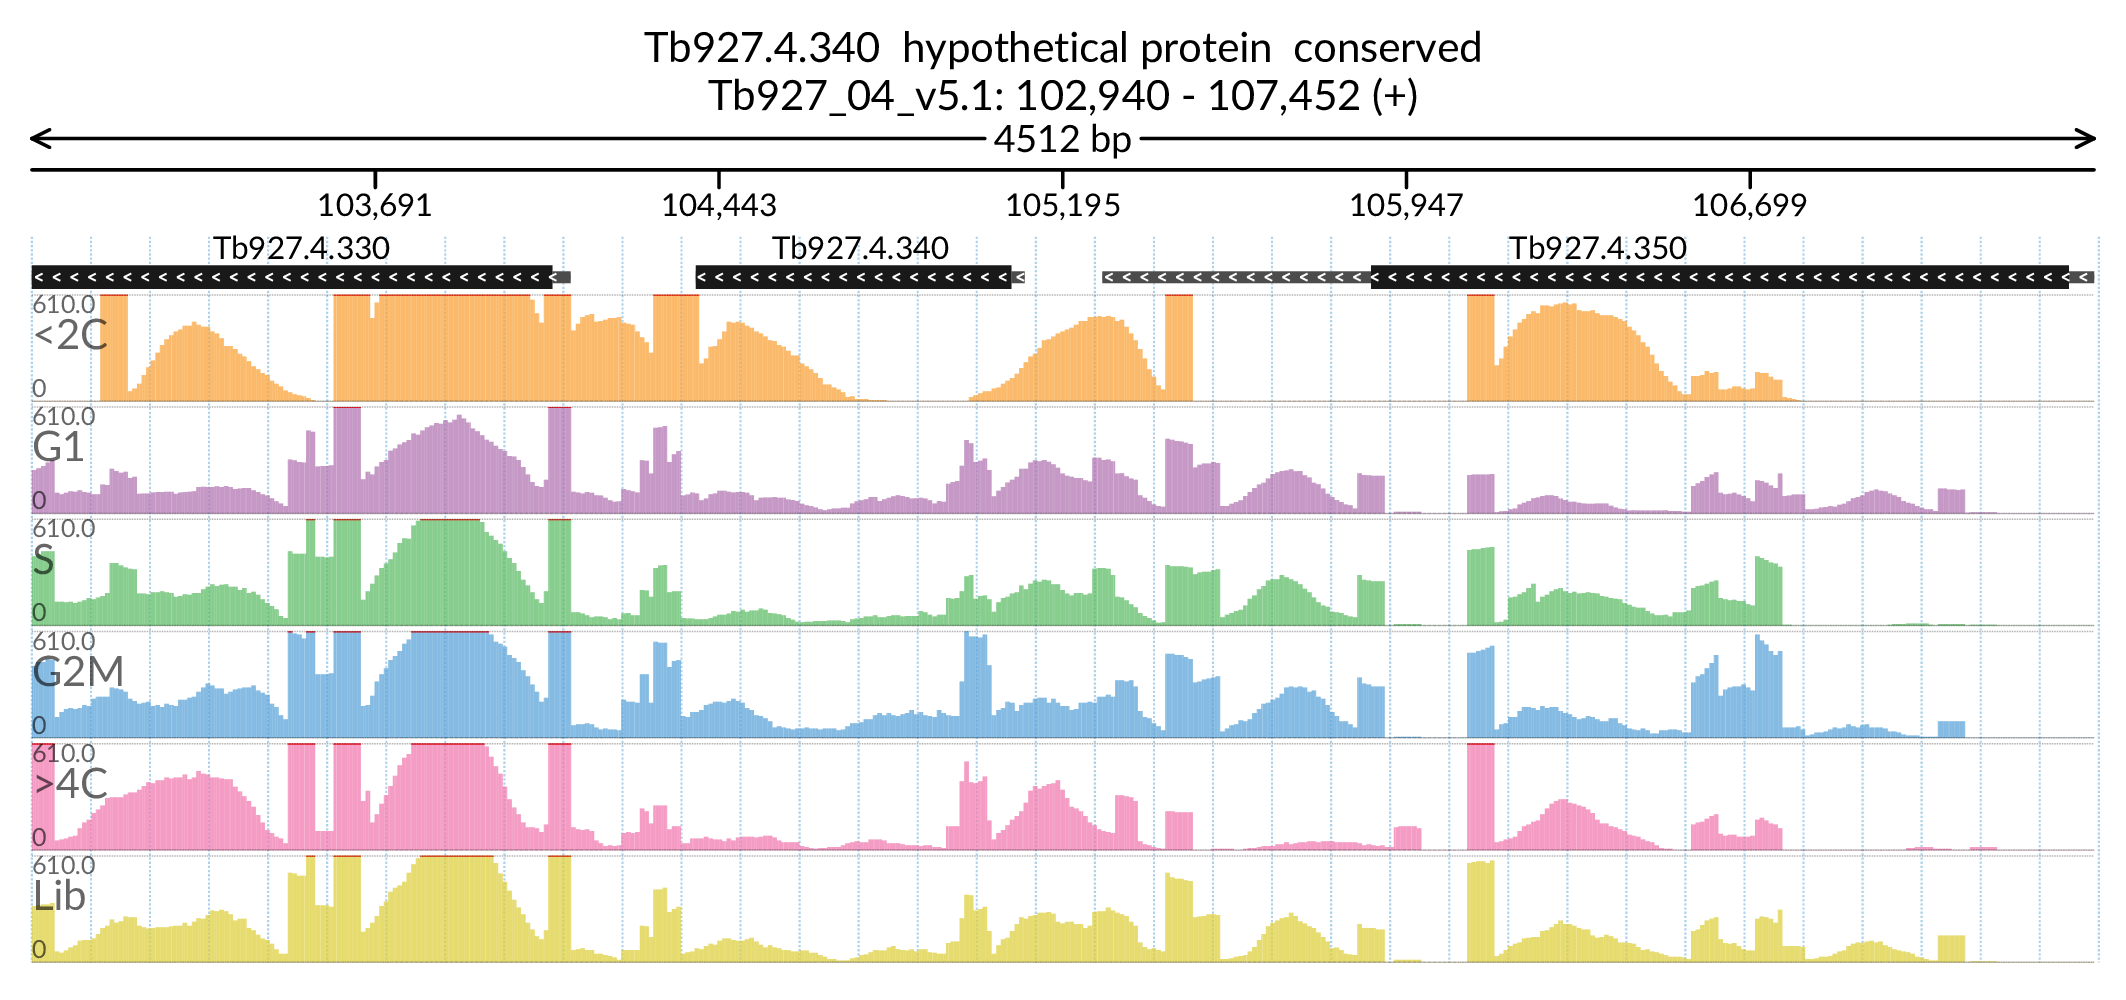 Tb927.4.340  hypothetical protein  conserved
Tb927_04_v5.1: 102,940 - 107,452 (+)
4512 bp
103,691 104,443 105,195 105,947 106,699
Tb927.4.330 Tb927.4.340 Tb927.4.350
610.0
<2C
0
610.0
G1
0
610.0
S
0
610.0
G2M
0
610.0
>4C
0
610.0
Lib
0